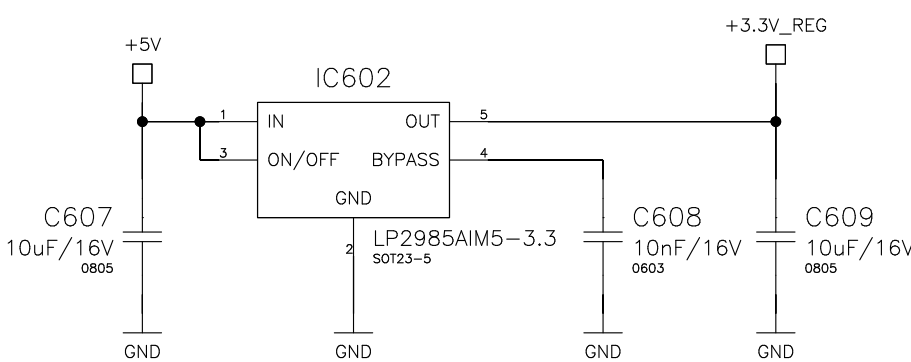 +3.3V_REG
+5V
IC602
1
IN
OUT
5
3
ON/OFF
BYPASS
4
GND
C607
10uF/16V
0805
2
LP2985AIM5-3.3
SOT23-5
C608
10nF/16V
0603
C609
10uF/16V
0805
GND
GND
GND
GND